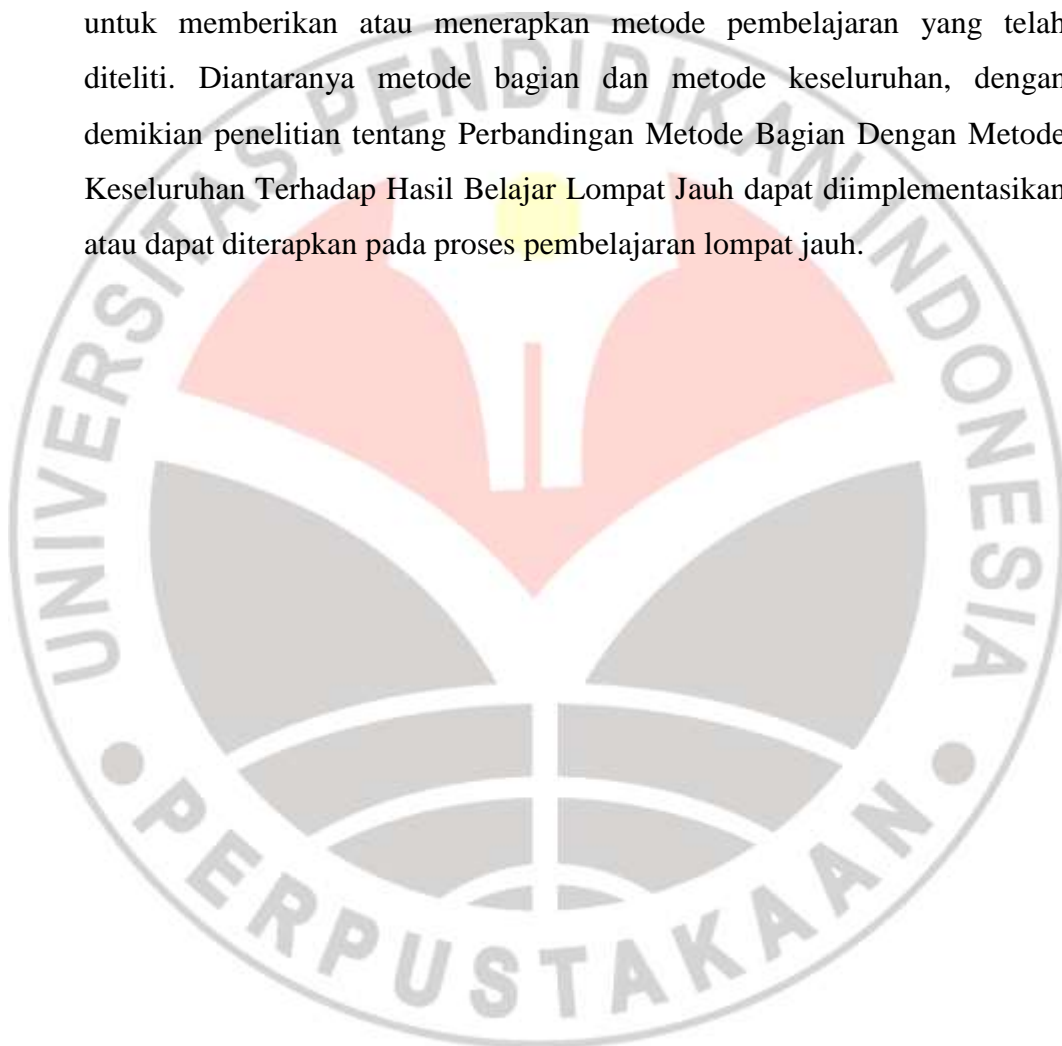 untuk memberikan atau menerapkan metode pembelajaran yang telah
diteliti. Diantaranya metode bagian dan metode keseluruhan, dengan
demikian penelitian tentang Perbandingan Metode Bagian Dengan Metode
Keseluruhan Terhadap Hasil Belajar Lompat Jauh dapat diimplementasikan
atau dapat diterapkan pada proses pembelajaran lompat jauh.
UNIVERSITAS PENDIDIKAN INDONESIA
PERPUSTAKAAN